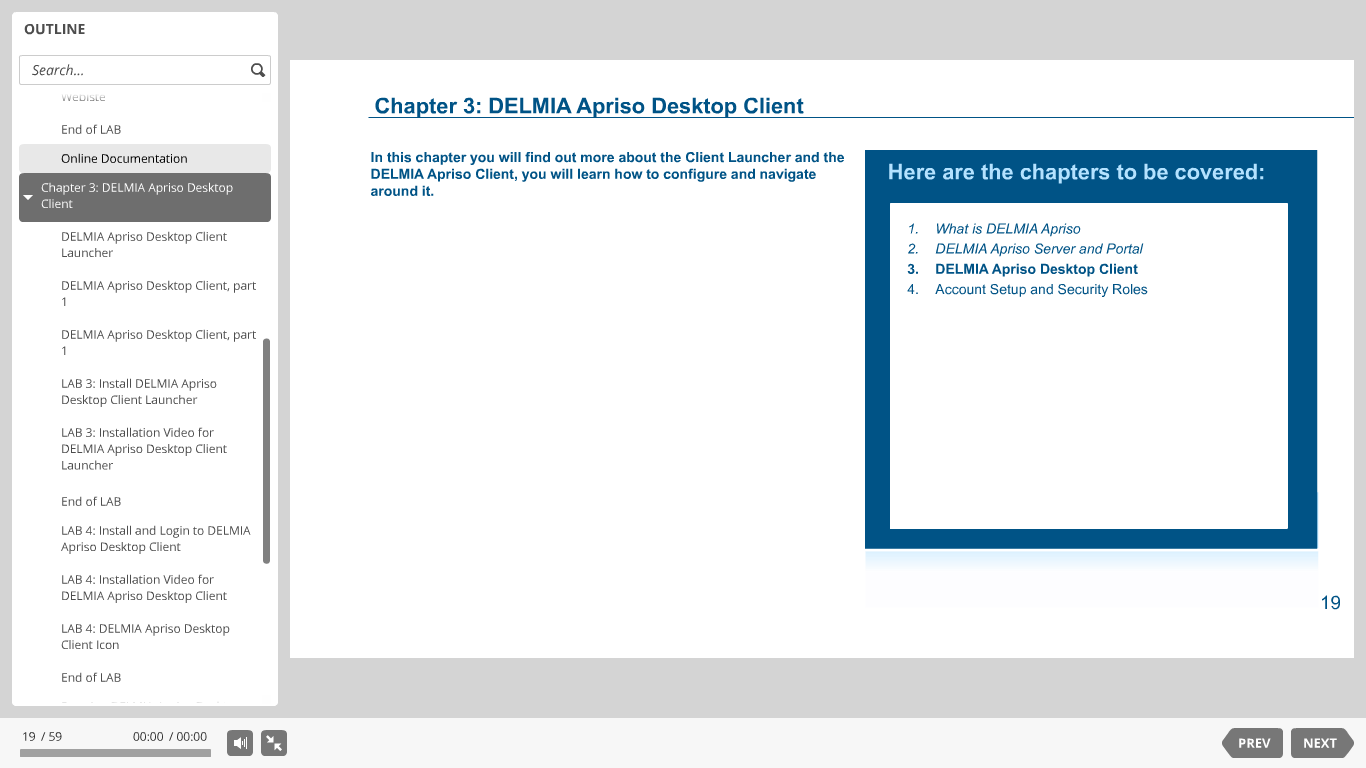 OUTLINE
Search...
Webiste
End of LAB
Online Documentation
Chapter 3: DELMIA Apriso Desktop
Client
DELMIA Apriso Desktop Client
Launcher
DELMIA Apriso Desktop Client, part
1
DELMIA Apriso Desktop Client, part
1
LAB 3: Install DELMIA Apriso
Desktop Client Launcher
LAB 3: Installation Video for
DELMIA Apriso Desktop Client
Launcher
End of LAB
LAB 4: Install and Login to DELMIA
Apriso Desktop Client
LAB 4: Installation Video for
DELMIA Apriso Desktop Client
LAB 4: DELMIA Apriso Desktop
Client Icon
End of LAB
Chapter 3: DELMIA Apriso Desktop Client
In this chapter you will find out more about the Client Launcher and the
DELMIA Apriso Client, you will learn how to configure and navigate
around it.
Here are the chapters to be covered:
1. What is DELMIA Apriso
2. DELMIA Apriso Server and Portal
3. DELMIA Apriso Desktop Client
4. Account Setup and Security Roles
19
19 / 59
00:00 / 00:00
PREV
NEXT